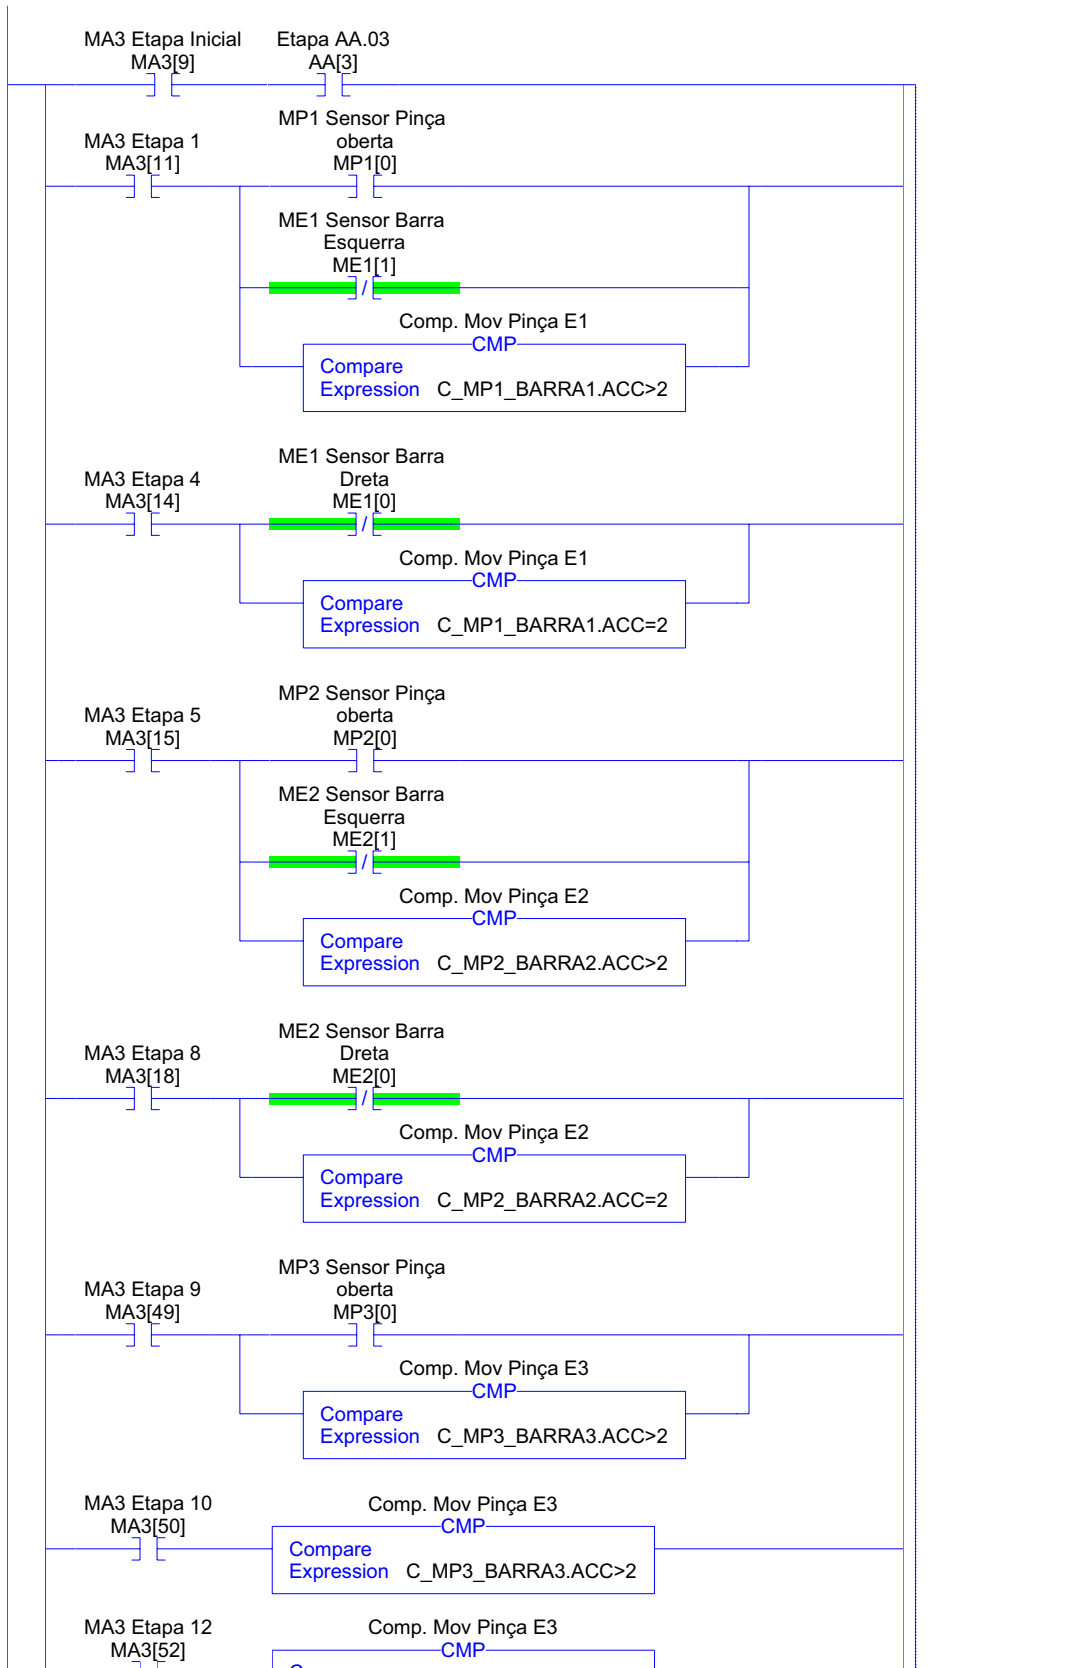 MA3 Etapa Inicial
MA3[9]
Etapa AA.03
AA[3]
MA3 Etapa 1
MA3[11]
MP1 Sensor Pinça
oberta
MP1[0]
ME1 Sensor Barra
Esquerra
ME1[1]
/
Comp. Mov Pinça E1
CMP
Compare
Expression C_MP1_BARRA1.ACC>2
MA3 Etapa 4
MA3[14]
ME1 Sensor Barra
Dreta
ME1[0]
/
Comp. Mov Pinça E1
CMP
Compare
Expression C_MP1_BARRA1.ACC=2
MA3 Etapa 5
MA3[15]
MP2 Sensor Pinça
oberta
MP2[0]
ME2 Sensor Barra
Esquerra
ME2[1]
/
Comp. Mov Pinça E2
CMP
Compare
Expression C_MP2_BARRA2.ACC>2
MA3 Etapa 8
MA3[18]
ME2 Sensor Barra
Dreta
ME2[0]
/
Comp. Mov Pinça E2
CMP
Compare
Expression C_MP2_BARRA2.ACC=2
MA3 Etapa 9
MA3[49]
MP3 Sensor Pinça
oberta
MP3[0]
Comp. Mov Pinça E3
CMP
Compare
Expression C_MP3_BARRA3.ACC>2
MA3 Etapa 10
MA3[50]
Comp. Mov Pinça E3
CMP
Compare
Expression C_MP3_BARRA3.ACC>2
MA3 Etapa 12
MA3[52]
Comp. Mov Pinça E3
CMP